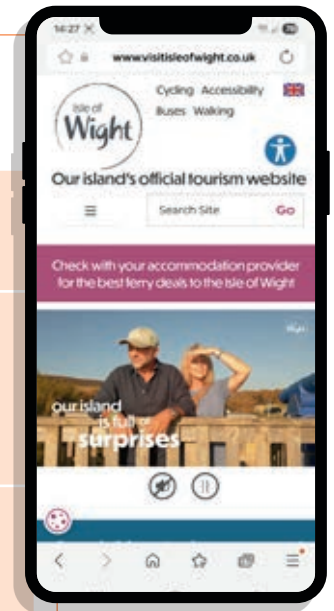 14:27
www.visitisleofwight.co.uk
Isle of
Wight
Cycling Accessibility
Buses Walking
Our island's official tourism website
Search Site Go
Check with your accommodation provider
for the best ferry deals to the Isle of Wight
our island
is full of
surprises